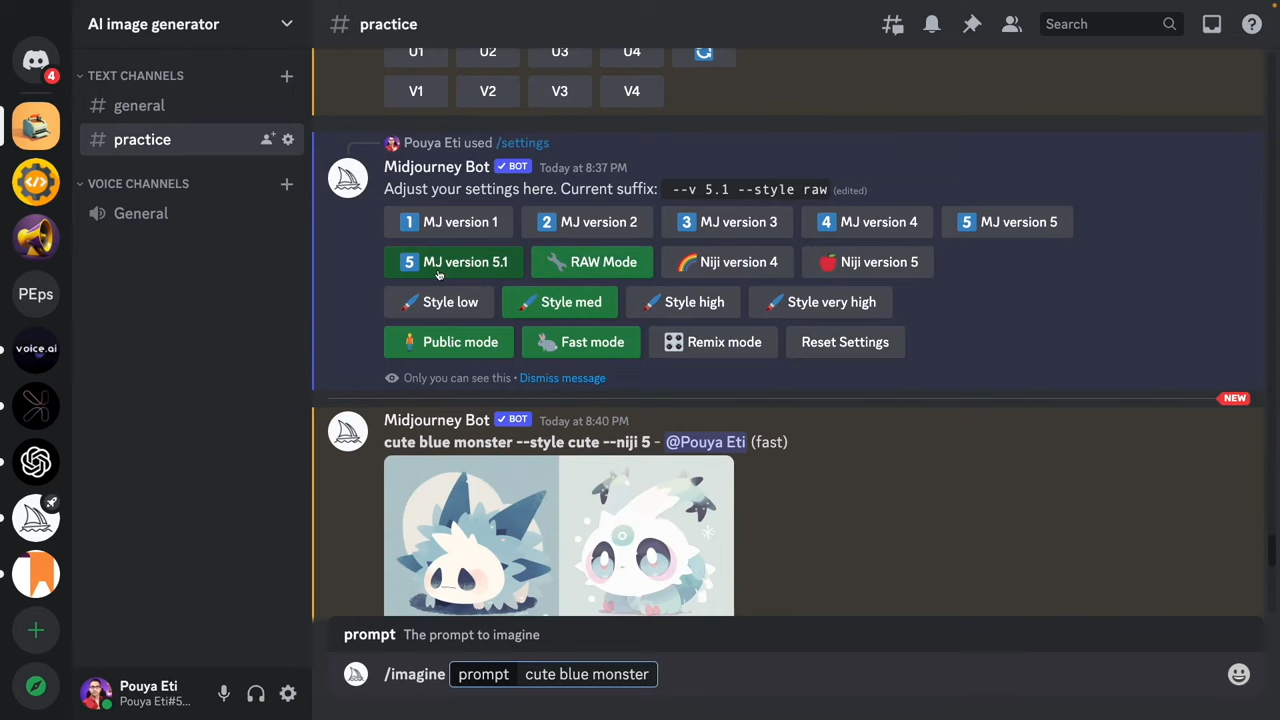 AI image generator
# practice
Search
4
TEXT CHANNELS
general
practice
VOICE CHANNELS
General
PEps
voice.ai
U1 U2 U3 U4
V1 V2 V3 V4
Pouya Eti used /settings
Midjourney Bot ✓ BOT Today at 8:37 PM
Adjust your settings here. Current suffix: --v 5.1 --style raw (edited)
1 MJ version 1 2 MJ version 2 3 MJ version 3 4 MJ version 4 5 MJ version 5
5 MJ version 5.1 RAW Mode Niji version 4 Niji version 5
Style low Style med Style high Style very high
Public mode Fast mode Remix mode Reset Settings
Only you can see this • Dismiss message
NEW
Midjourney Bot ✓ BOT Today at 8:40 PM
cute blue monster --style cute --niji 5 - @Pouya Eti (fast)
prompt The prompt to imagine
/imagine prompt cute blue monster
Pouya Eti
Pouya Eti#5...